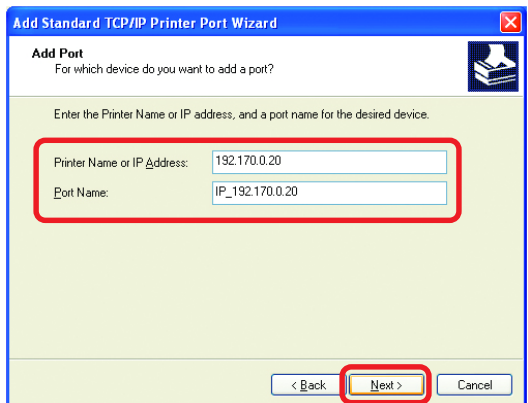 Add Standard TCP/IP Printer Port Wizard
Add Port
For which device do you want to add a port?
Enter the Printer Name or IP address, and a port name for the desired device.
Printer Name or IP Address: 192.170.0.20
Port Name: IP_192.170.0.20
< Back Next > Cancel